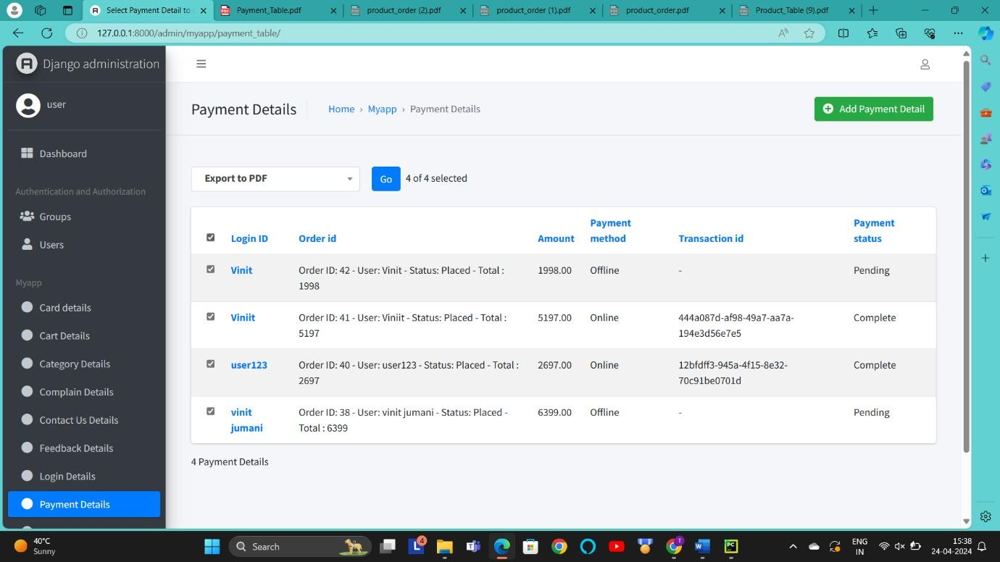 Select Payment Detail to
Payment_Table.pdf
product_order (2).pdf
product_order (1).pdf
product_order.pdf
Product_Table (9).pdf
127.0.0.1:8000/admin/myapp/payment_table/
Django administration
user
Dashboard
Authentication and Authorization
Groups
Users
Myapp
Card details
Cart Details
Category Details
Complain Details
Contact Us Details
Feedback Details
Login Details
Payment Details
Payment Details
Home › Myapp › Payment Details
Add Payment Detail
Export to PDF
Go
4 of 4 selected
Login ID Order id Amount Payment method Transaction id Payment status
Vinit Order ID: 42 - User: Vinit - Status: Placed - Total : 1998.00 Offline - Pending
1998
Viniit Order ID: 41 - User: Viniit - Status: Placed - Total : 5197.00 Online 444a087d-af98-49a7-aa7a- Complete
5197 194e3d56e7e5
user123 Order ID: 40 - User: user123 - Status: Placed - Total : 2697.00 Online 12bfdff3-945a-4f15-8e32- Complete
2697 70c91be0701d
vinit Order ID: 38 - User: vinit jumani - Status: Placed - 6399.00 Offline - Pending
jumani Total : 6399
4 Payment Details
40°C
Sunny
Search
4
ENG
IN
15:38
24-04-2024